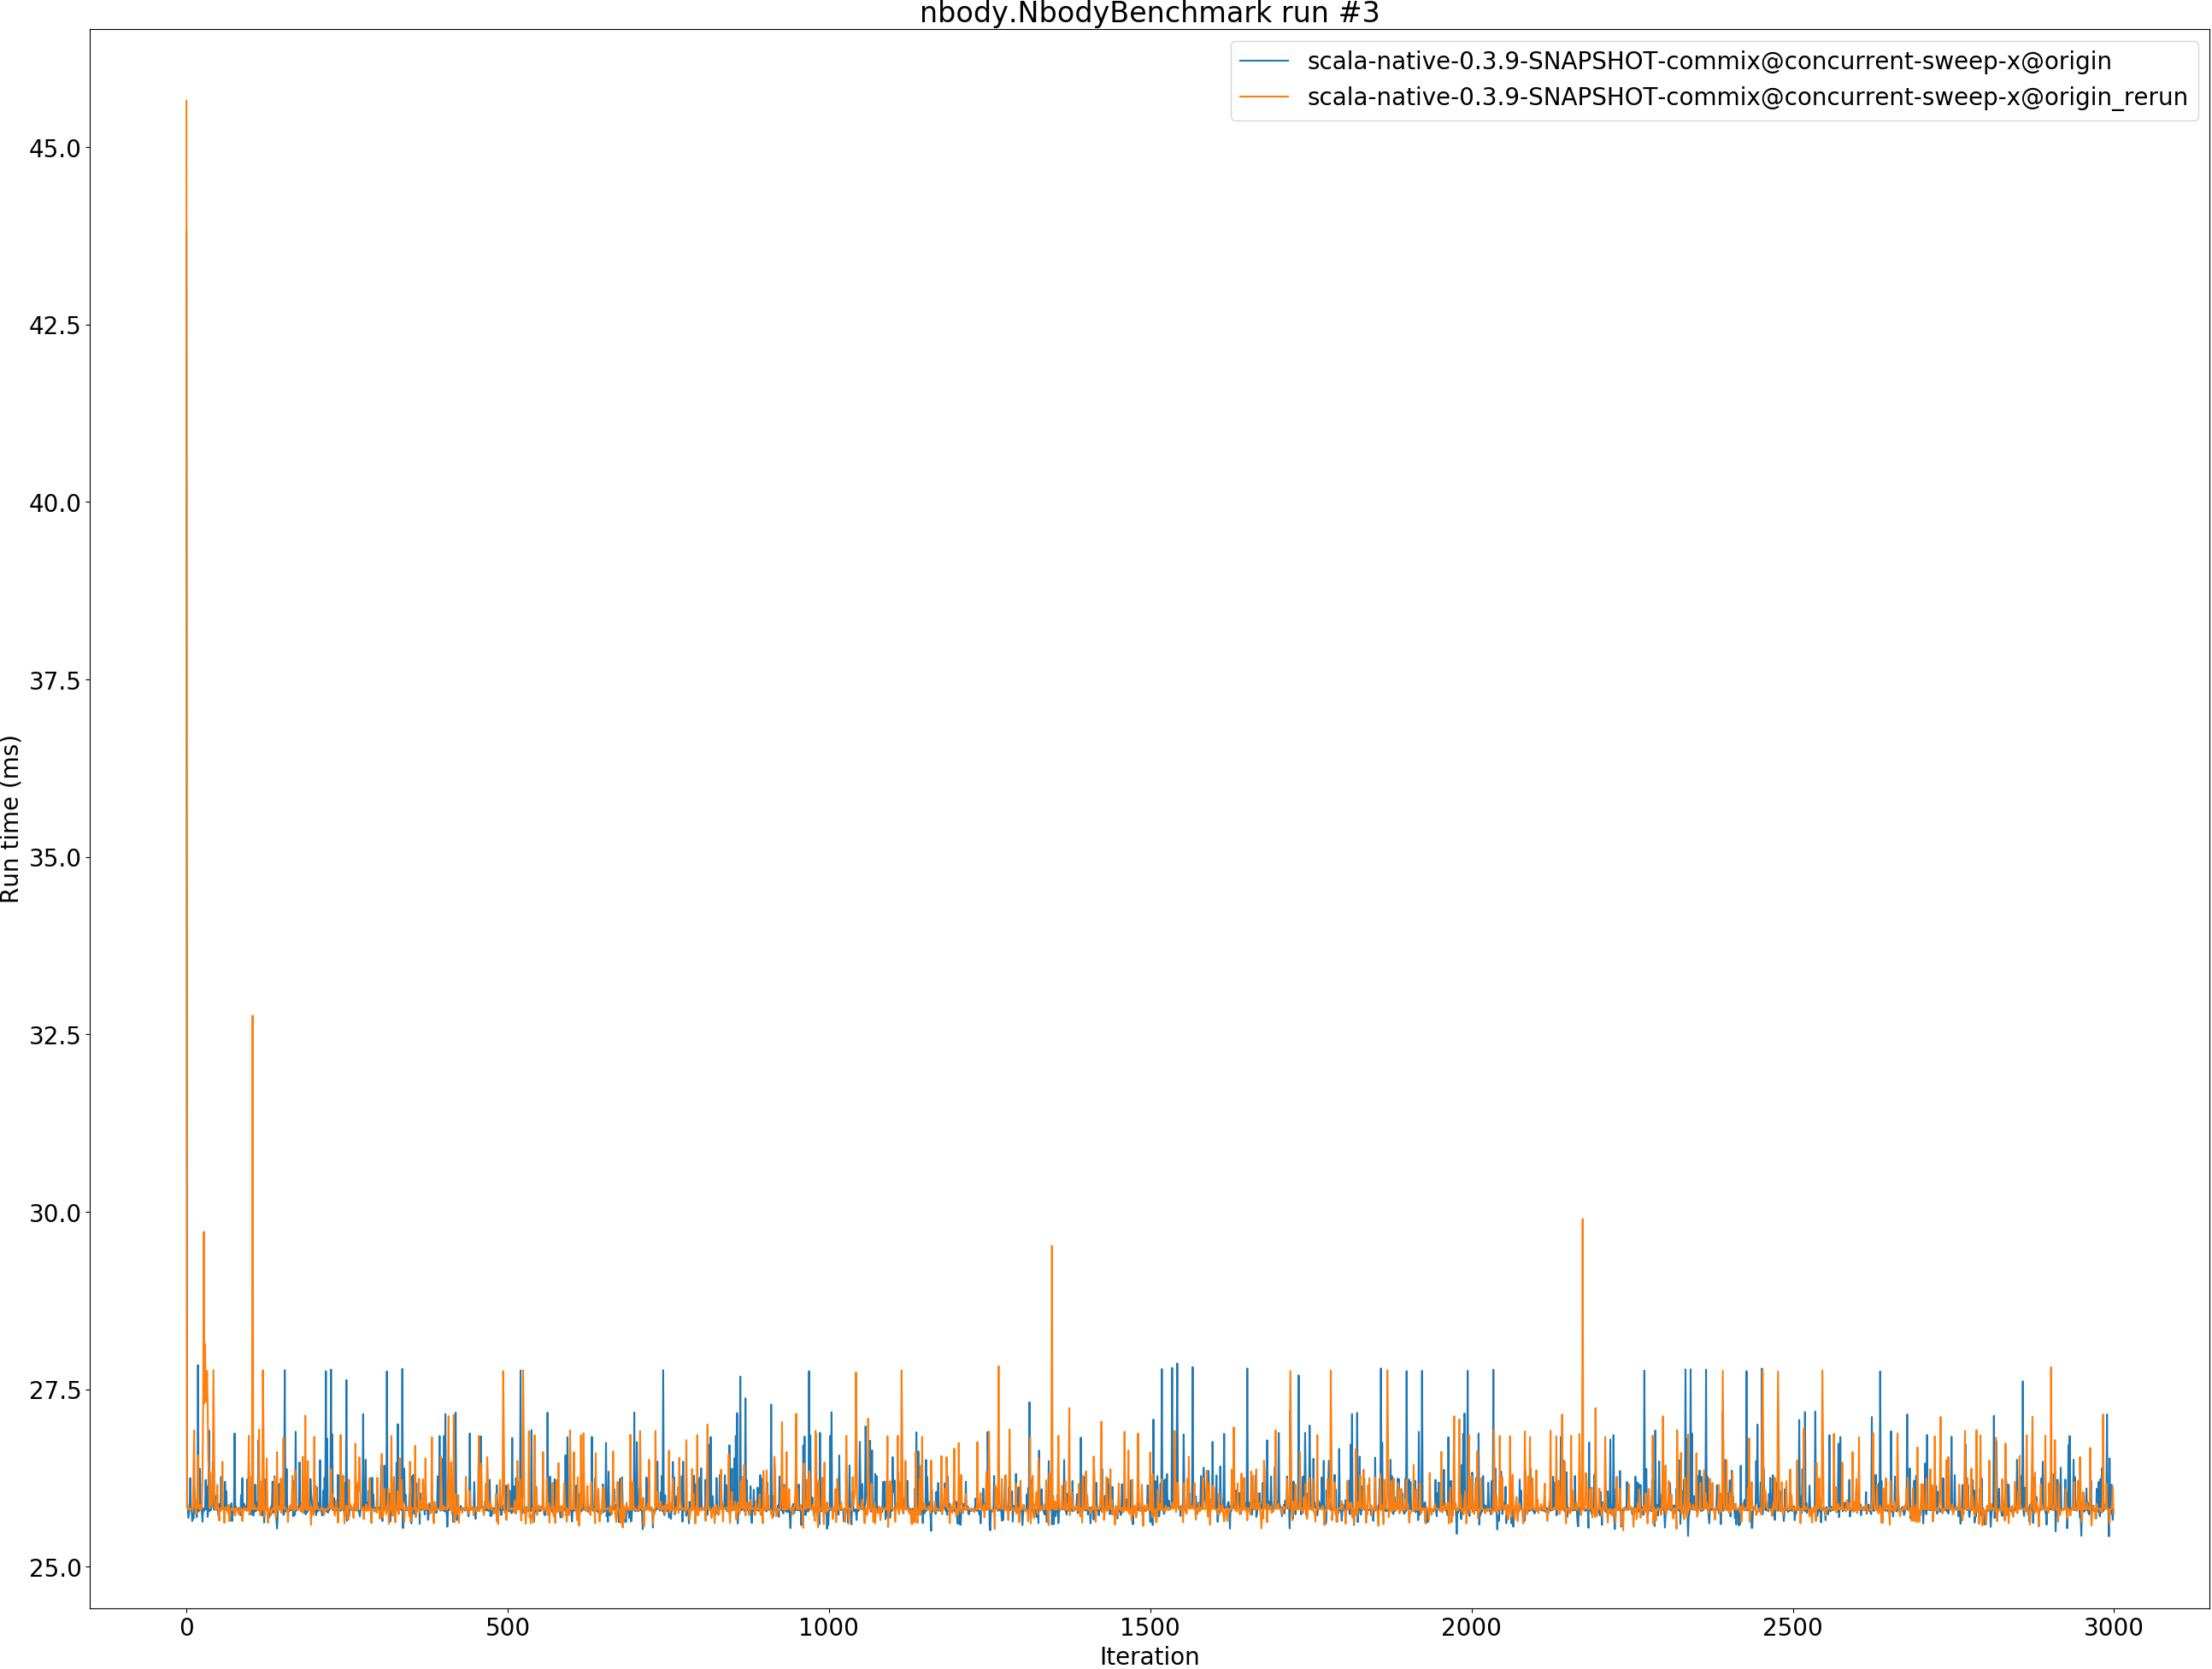 nbody.NbodyBenchmark run #3
scala-native-0.3.9-SNAPSHOT-commix@concurrent-sweep-x@origin
scala-native-0.3.9-SNAPSHOT-commix@concurrent-sweep-x@origin_rerun
45.0
42.5
40.0
37.5
35.0
32.5
30.0
27.5
25.0
Run time (ms)
0 500 1000 1500 2000 2500 3000
Iteration